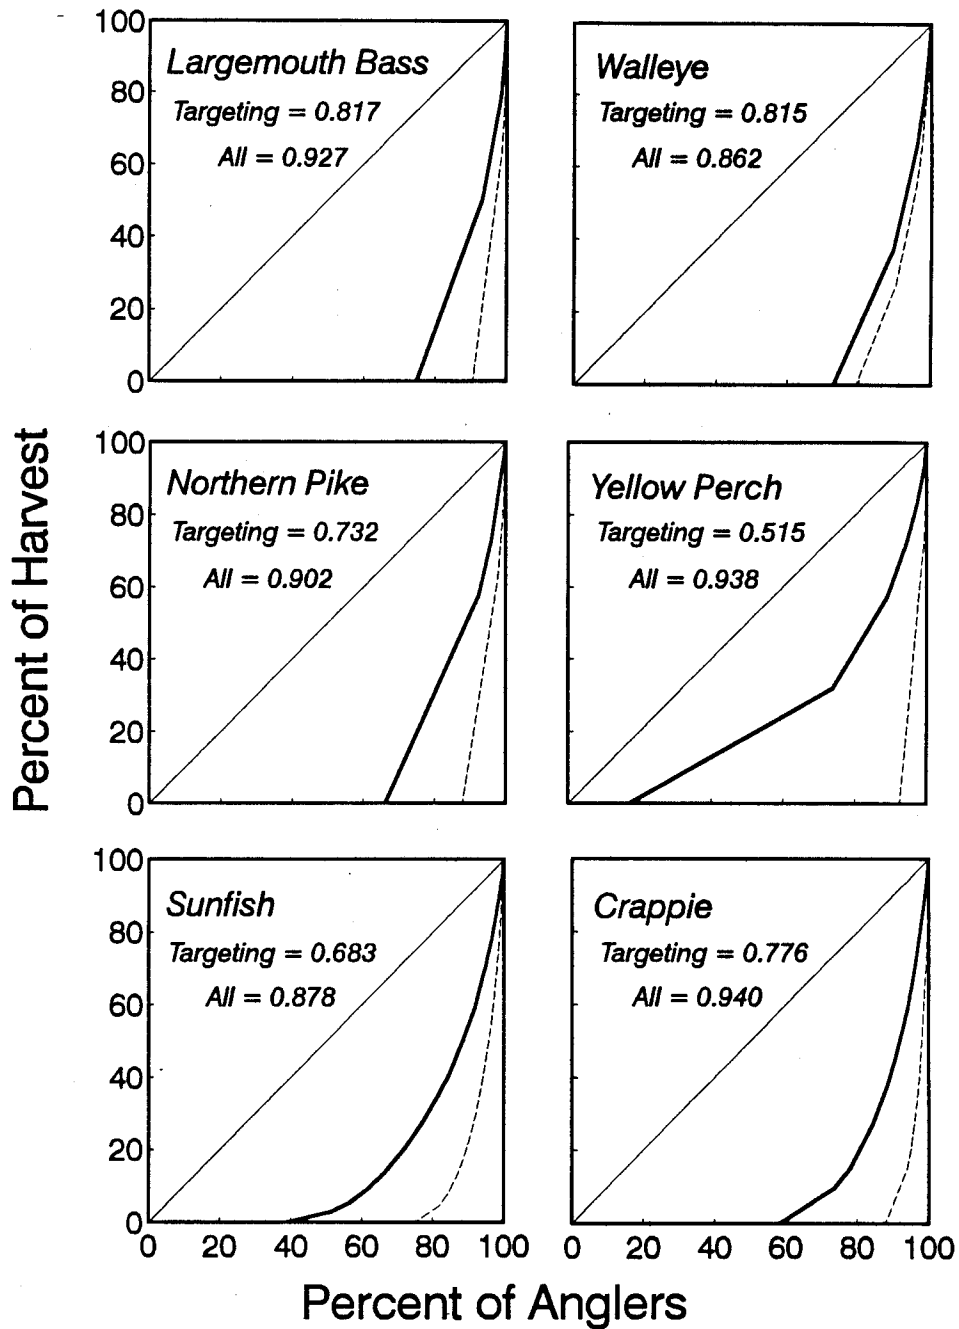 100
80
60
40
20
0
Largemouth Bass
Targeting = 0.817
All = 0.927
Walleye
Targeting = 0.815
All = 0.862
Percent of Harvest
100
80
60
40
20
0
Northern Pike
Targeting = 0.732
All = 0.902
Yellow Perch
Targeting = 0.515
All = 0.938
100
80
60
40
20
0
Sunfish
Targeting = 0.683
All = 0.878
Crappie
Targeting = 0.776
All = 0.940
0 20 40 60 80 100
0 20 40 60 80 100
Percent of Anglers